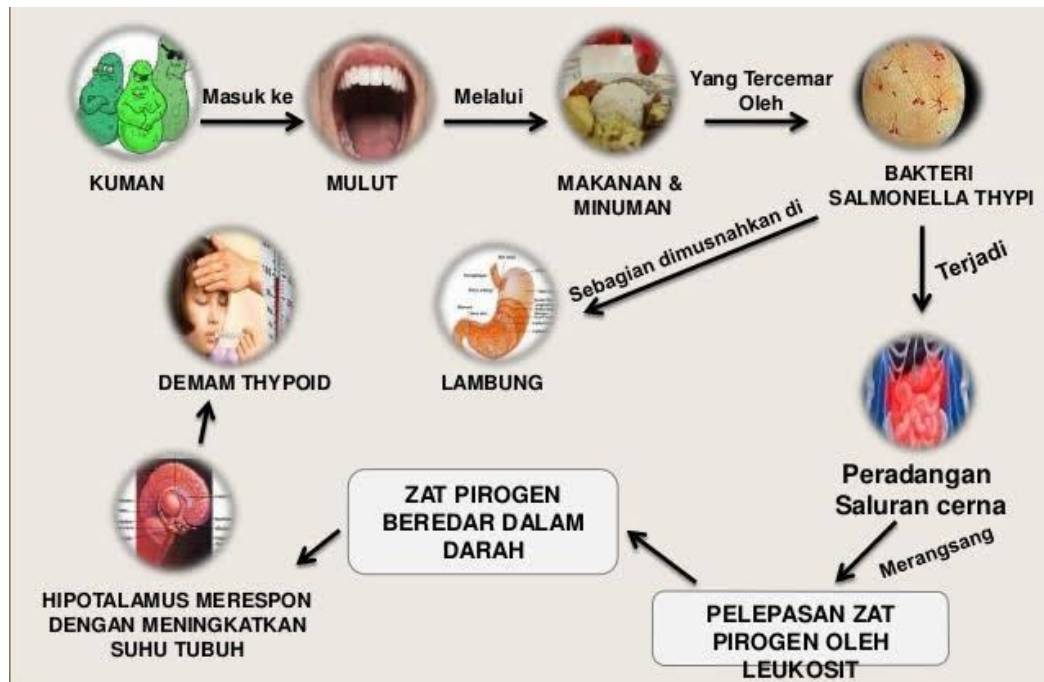 KUMAN
Masuk ke
MULUT
Melalui
MAKANAN &
MINUMAN
Yang Tercemar
Oleh
BAKTERI
SALMONELLA THYPI
Sebagian dimusnahkan di
LAMBUNG
Terjadi
Peradangan
Saluran cerna
Merangsang
PELEPASAN ZAT
PIROGEN OLEH
LEUKOSIT
ZAT PIROGEN
BEREDAR DALAM
DARAH
HIPOTALAMUS MERESPON
DENGAN MENINGKATKAN
SUHU TUBUH
DEMAM THYPOID